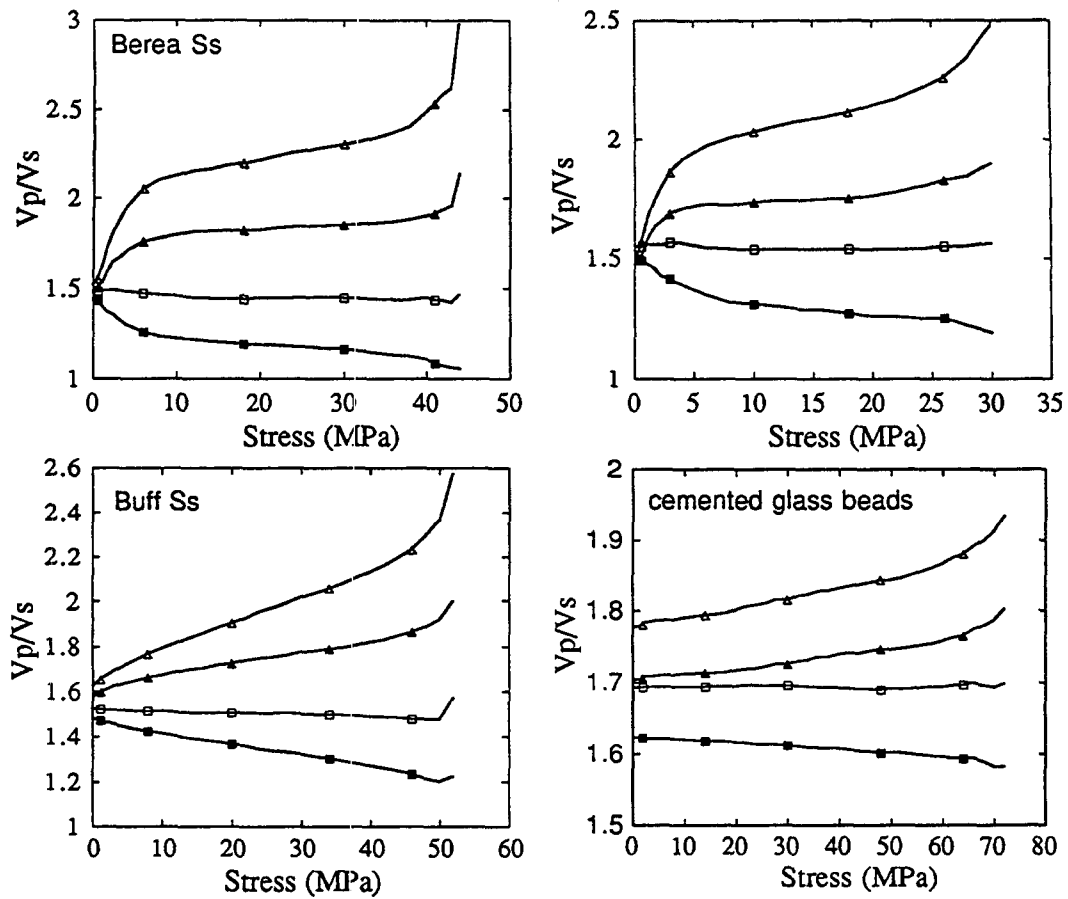 Berea Ss
Vp/Vs
3
2.5
2
1.5
1
0 10 20 30 40 50
Stress (MPa)
Vp/Vs
2.5
2
1.5
1
0 5 10 15 20 25 30 35
Stress (MPa)
Buff Ss
Vp/Vs
2.6
2.4
2.2
2
1.8
1.6
1.4
1.2
1
0 10 20 30 40 50 60
Stress (MPa)
cemented glass beads
Vp/Vs
2
1.9
1.8
1.7
1.6
1.5
0 10 20 30 40 50 60 70 80
Stress (MPa)